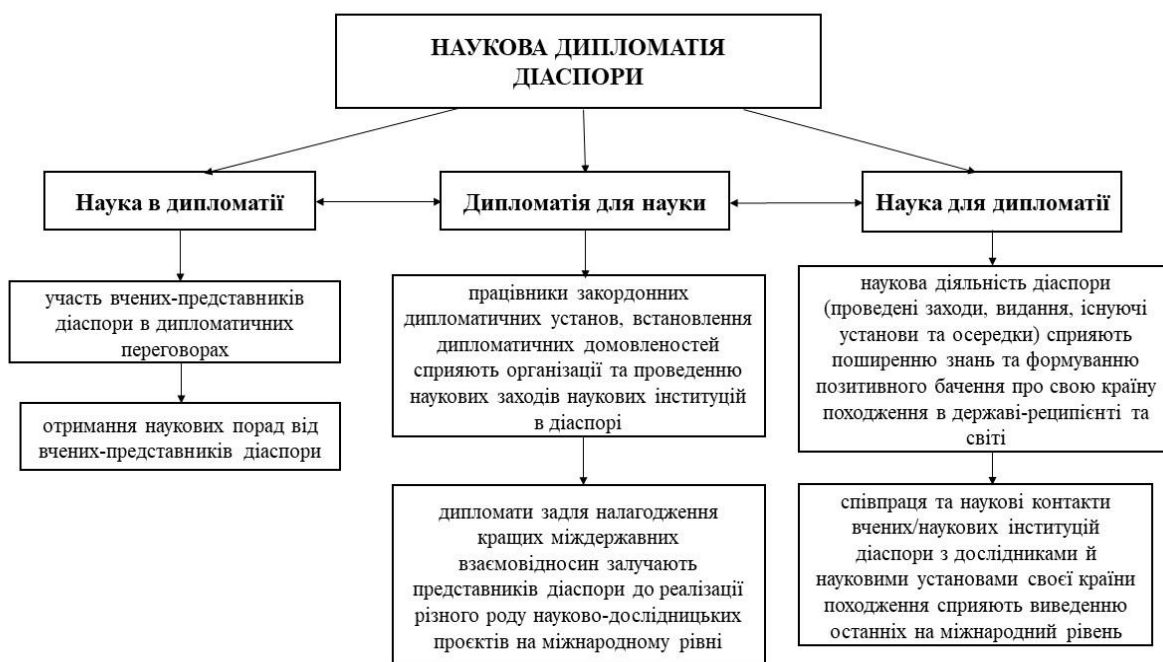 НАУКОВА ДИПЛОМАТІЯ
ДІАСПОРИ
Наука в дипломатії
Дипломатія для науки
Наука для дипломатії
участь вчених-представників
діаспори в дипломатичних
переговорах
отримання наукових порад від
вчених-представників діаспори
працівники закордонних
дипломатичних установ, встановлення
дипломатичних домовленостей
сприяють організації та проведенню
наукових заходів наукових інституцій
в діаспорі
дипломати задля налагодження
кращих міждержавних
взаємовідносин залучають
представників діаспори до реалізації
різного роду науково-дослідницьких
проєктів на міжнародному рівні
наукова діяльність діаспори
(проведені заходи, видання, існуючі
установи та осередки) сприяють
поширенню знань та формуванню
позитивного бачення про свою країну
походження в державі-реципієнті та
світі
співпраця та наукові контакти
вчених/наукових інституцій
діаспори з дослідниками й
науковими установами своєї країни
походження сприяють виведенню
останніх на міжнародний рівень